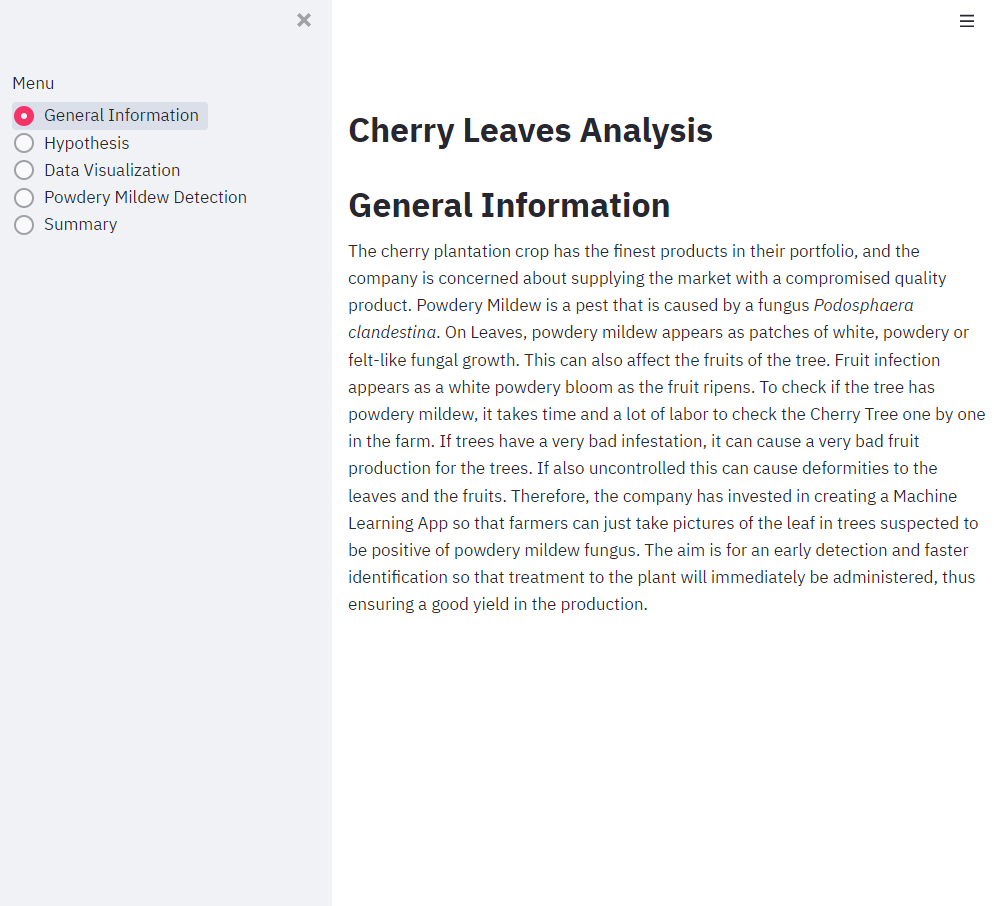 Menu
General Information
Hypothesis
Data Visualization
Powdery Mildew Detection
Summary
Cherry Leaves Analysis
General Information
The cherry plantation crop has the finest products in their portfolio, and the
company is concerned about supplying the market with a compromised quality
product. Powdery Mildew is a pest that is caused by a fungus Podosphaera
clandestina. On Leaves, powdery mildew appears as patches of white, powdery or
felt-like fungal growth. This can also affect the fruits of the tree. Fruit infection
appears as a white powdery bloom as the fruit ripens. To check if the tree has
powdery mildew, it takes time and a lot of labor to check the Cherry Tree one by one
in the farm. If trees have a very bad infestation, it can cause a very bad fruit
production for the trees. If also uncontrolled this can cause deformities to the
leaves and the fruits. Therefore, the company has invested in creating a Machine
Learning App so that farmers can just take pictures of the leaf in trees suspected to
be positive of powdery mildew fungus. The aim is for an early detection and faster
identification so that treatment to the plant will immediately be administered, thus
ensuring a good yield in the production.